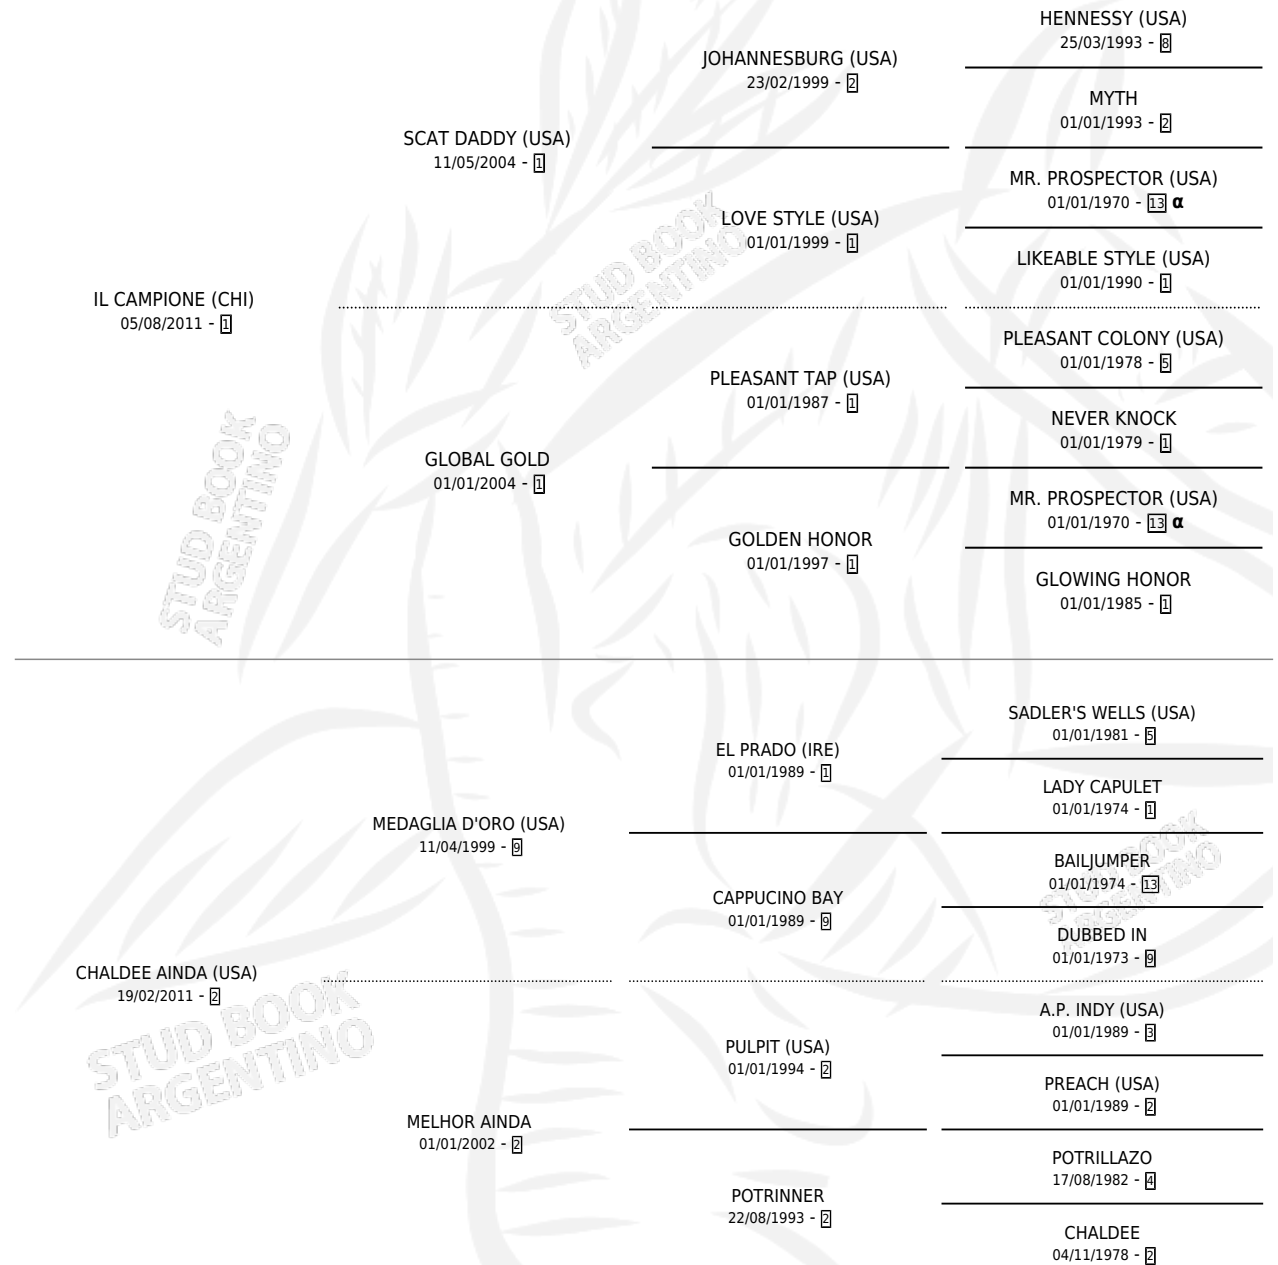 HENNESSY (USA)
25/03/1993 - 8
JOHANNESBURG (USA)
23/02/1999 - 2
MYTH
01/01/1993 - 2
SCAT DADDY (USA)
11/05/2004 - 1
MR. PROSPECTOR (USA)
01/01/1970 - 13 α
LOVE STYLE (USA)
01/01/1999 - 1
LIKEABLE STYLE (USA)
01/01/1990 - 1
IL CAMPIONE (CHI)
05/08/2011 - 1
PLEASANT COLONY (USA)
01/01/1978 - 5
PLEASANT TAP (USA)
01/01/1987 - 1
NEVER KNOCK
01/01/1979 - 1
GLOBAL GOLD
01/01/2004 - 1
MR. PROSPECTOR (USA)
01/01/1970 - 13 α
GOLDEN HONOR
01/01/1997 - 1
GLOWING HONOR
01/01/1985 - 1
SADLER'S WELLS (USA)
01/01/1981 - 5
EL PRADO (IRE)
01/01/1989 - 1
LADY CAPULET
01/01/1974 - 1
MEDAGLIA D'ORO (USA)
11/04/1999 - 9
BAILJUMPER
01/01/1974 - 13
CAPPUCINO BAY
01/01/1989 - 9
DUBBED IN
01/01/1973 - 9
CHALDEE AINDA (USA)
19/02/2011 - 2
A.P. INDY (USA)
01/01/1989 - 3
PULPIT (USA)
01/01/1994 - 2
PREACH (USA)
01/01/1989 - 2
MELHOR AINDA
01/01/2002 - 2
POTRILLAZO
17/08/1982 - 4
POTRINNER
22/08/1993 - 2
CHALDEE
04/11/1978 - 2
STUD BOOK
ARGENTINO
STUD BOOK
ARGENTINO
STUD BOOK
ARGENTINO
STUD BOOK
ARGENTINO